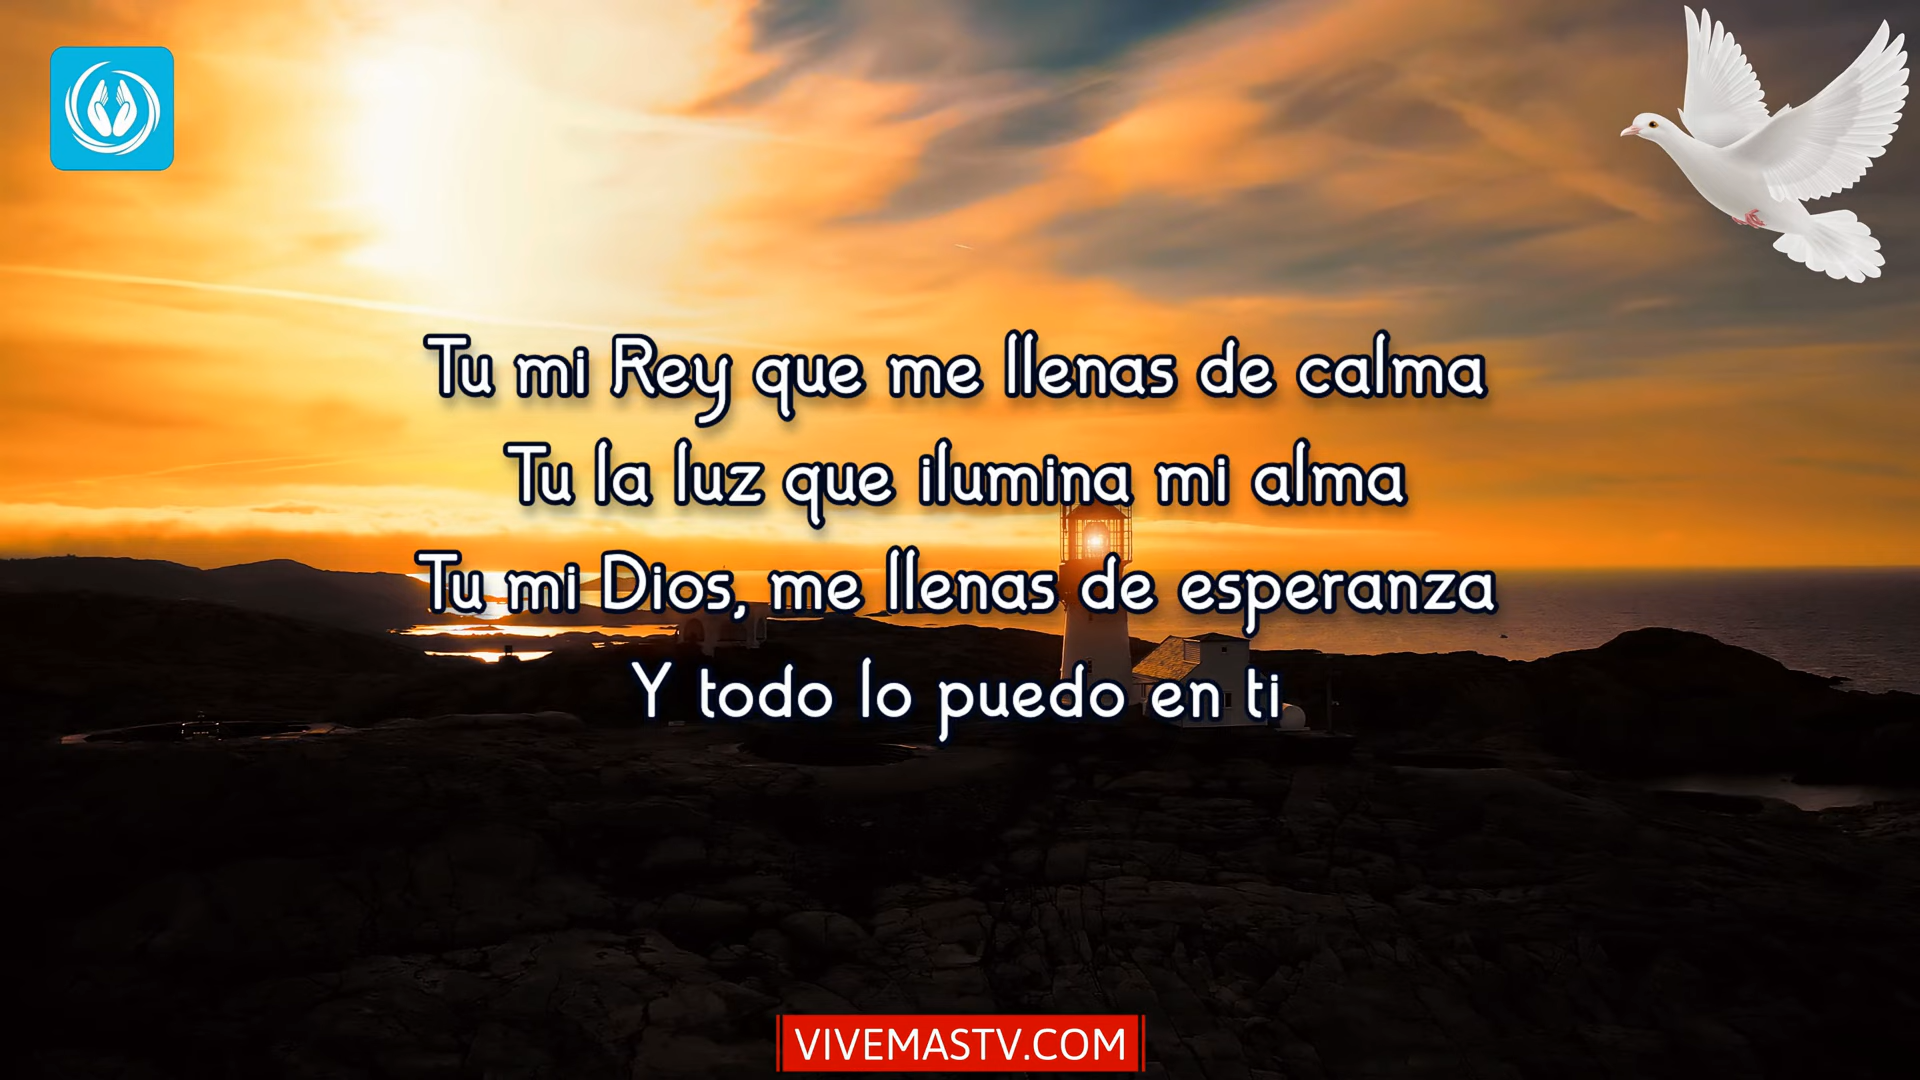 Tu mi Rey que me llenas de calma
Tu la luz que ilumina mi alma
Tu mi Dios, me llenas de esperanza
Y todo lo puedo en ti
VIVEMASTV.COM